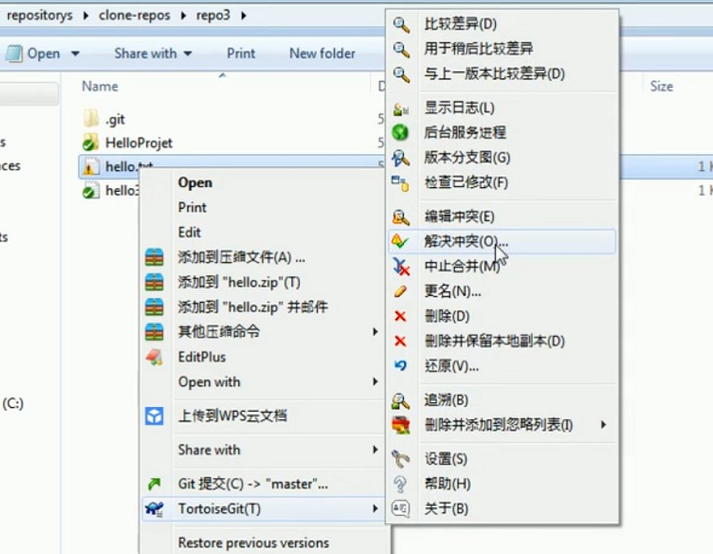 repositorys ▸ clone-repos ▸ repo3 ▸
Open Share with Print New folder
Name Size
.git
HelloProjet
hello.txt
hello3
(C:)
Open
Print
Edit
添加到压缩文件(A) ...
添加到 "hello.zip"(T)
添加到 "hello.zip" 并邮件
其他压缩命令
EditPlus
Open with
上传到WPS云文档
Share with
Git 提交(C) -> "master"...
TortoiseGit(T)
Restore previous versions
比较差异(D)
用于稍后比较差异
与上一版本比较差异(D)
显示日志(L)
后台服务进程
版本分支图(G)
检查已修改(F)
编辑冲突(E)
解决冲突(O)...
中止合并(M)
更名(N)...
删除(D)
删除并保留本地副本(D)
还原(V)...
追溯(B)
删除并添加到忽略列表(I)
设置(S)
帮助(H)
关于(B)